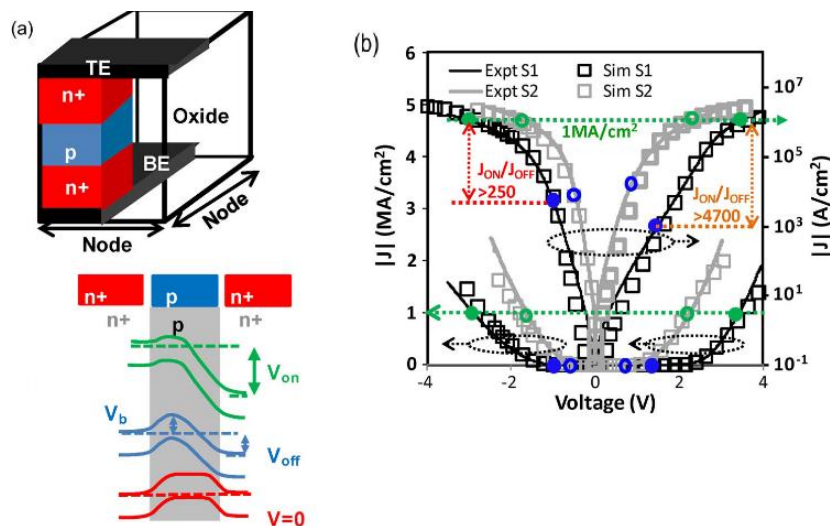 (a)
TE
n+
p
n+
Oxide
BE
Node
Node
n+
p
n+
n+
p
n+
Von
Vb
Voff
V=0
(b)
Expt S1
Sim S1
Expt S2
Sim S2
1MA/cm²
JON/JOFF
>250
JON/JOFF
>4700
|J| (MA/cm²)
6
5
4
3
2
1
0
|J| (A/cm²)
10⁷
10⁵
10³
10¹
10⁻¹
-4
-2
0
2
4
Voltage (V)